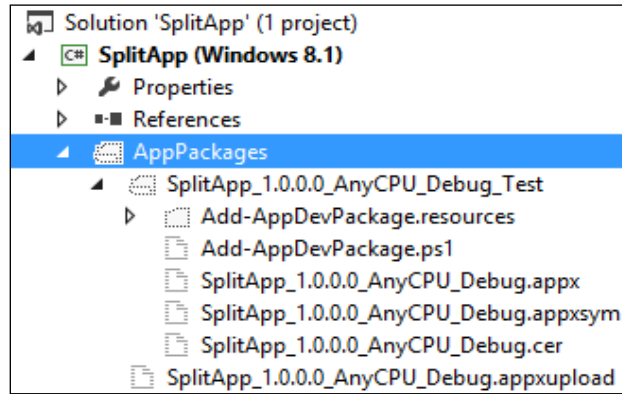 Solution 'SplitApp' (1 project)
C# SplitApp (Windows 8.1)
Properties
References
AppPackages
SplitApp_1.0.0.0_AnyCPU_Debug_Test
Add-AppDevPackage.resources
Add-AppDevPackage.ps1
SplitApp_1.0.0.0_AnyCPU_Debug.appx
SplitApp_1.0.0.0_AnyCPU_Debug.appxsym
SplitApp_1.0.0.0_AnyCPU_Debug.cer
SplitApp_1.0.0.0_AnyCPU_Debug.appxupload